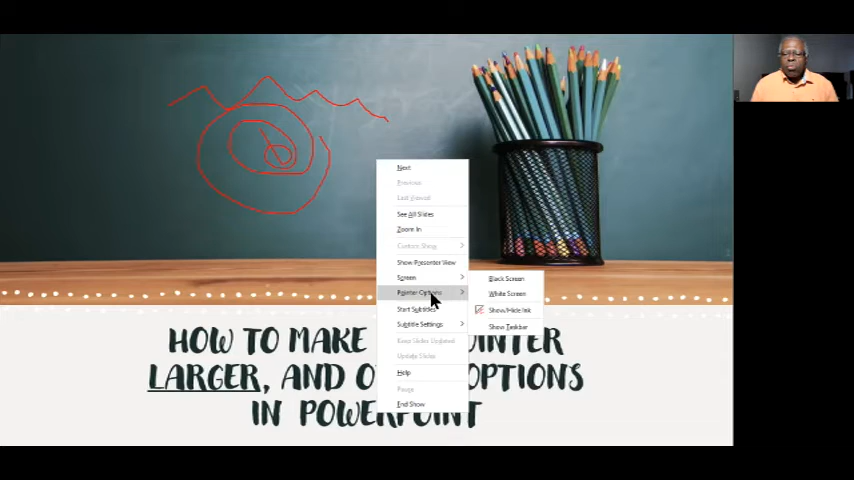 Next
Previous
Last Viewed
See All Slides
Zoom In
Custom Show
Show Presenter View
Screen
Pointer Options
Start Subtitles
Subtitle Settings
Keep Slides Updated
Update Slides
Help
Pause
End Show
Black Screen
White Screen
Show/Hide Ink
Show Taskbar
HOW TO MAKE
LARGER, AND OPTIONS
IN POWERPOINT